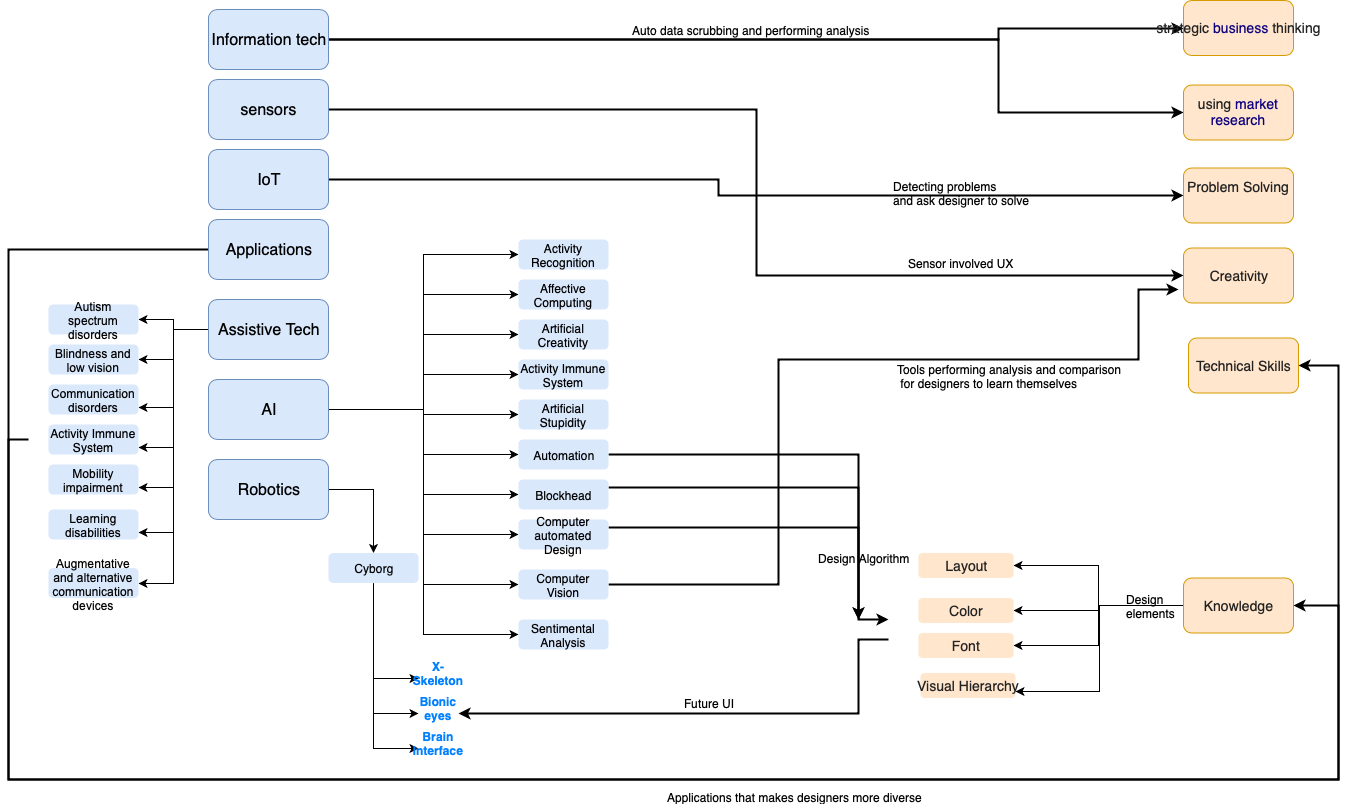 Information tech
Auto data scrubbing and performing analysis
strategic business thinking
sensors
using market
research
IoT
Detecting problems
and ask designer to solve
Problem Solving
Applications
Activity
Recognition
Sensor involved UX
Creativity
Affective
Computing
Autism
spectrum
disorders
Assistive Tech
Artificial
Creativity
Blindness and
low vision
Activity Immune
System
Tools performing analysis and comparison
for designers to learn themselves
Technical Skills
Communication
disorders
AI
Artificial
Stupidity
Activity Immune
System
Automation
Mobility
impairment
Robotics
Blockhead
Learning
disabilities
Computer
automated
Design
Design Algorithm
Augmentative
and alternative
communication
devices
Cyborg
Computer
Vision
Layout
Color
Design
elements
Knowledge
Sentimental
Analysis
Font
X-
Skeleton
Visual Hierarchy
Bionic
eyes
Future UI
Brain
interface
Applications that makes designers more diverse